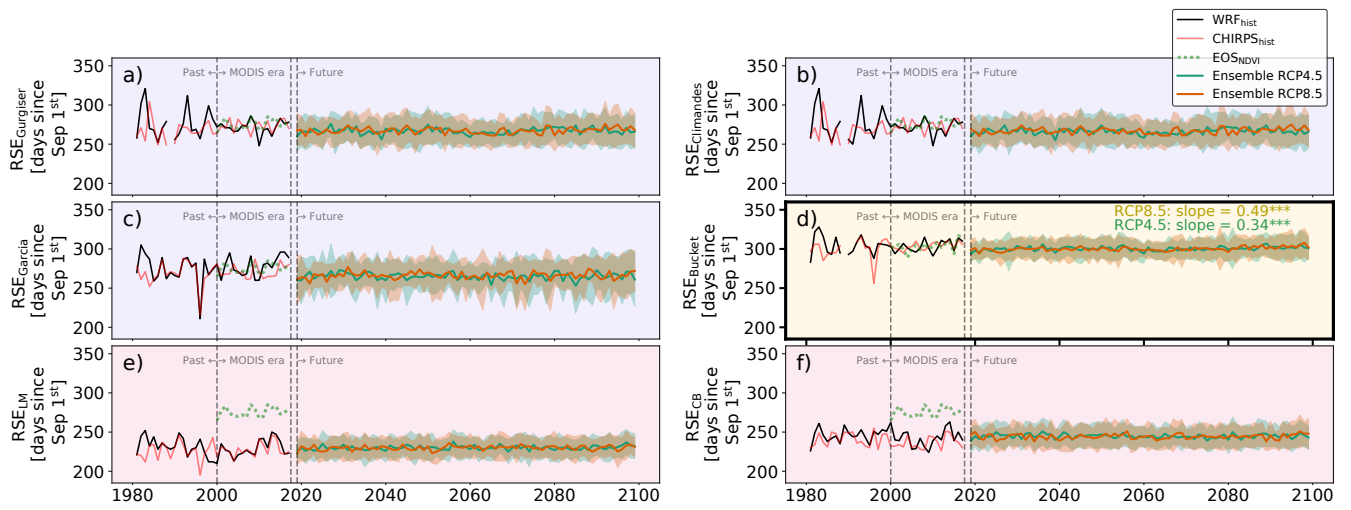 WRFhist
CHIRPShist
EOSNDVI
Ensemble RCP4.5
Ensemble RCP8.5
a)
Past ←→ MODIS era → Future
RSEGurgiser
[days since
Sep 1st]
350
300
250
200
b)
Past ←→ MODIS era → Future
RSEClimandes
[days since
Sep 1st]
350
300
250
200
c)
Past ←→ MODIS era → Future
RSEGarcia
[days since
Sep 1st]
350
300
250
200
d)
Past ←→ MODIS era → Future
RCP8.5: slope = 0.49***
RCP4.5: slope = 0.34***
RSEBucket
[days since
Sep 1st]
350
300
250
200
e)
Past ←→ MODIS era → Future
RSELM
[days since
Sep 1st]
350
300
250
200
1980 2000 2020 2040 2060 2080 2100
f)
Past ←→ MODIS era → Future
RSECB
[days since
Sep 1st]
350
300
250
200
1980 2000 2020 2040 2060 2080 2100